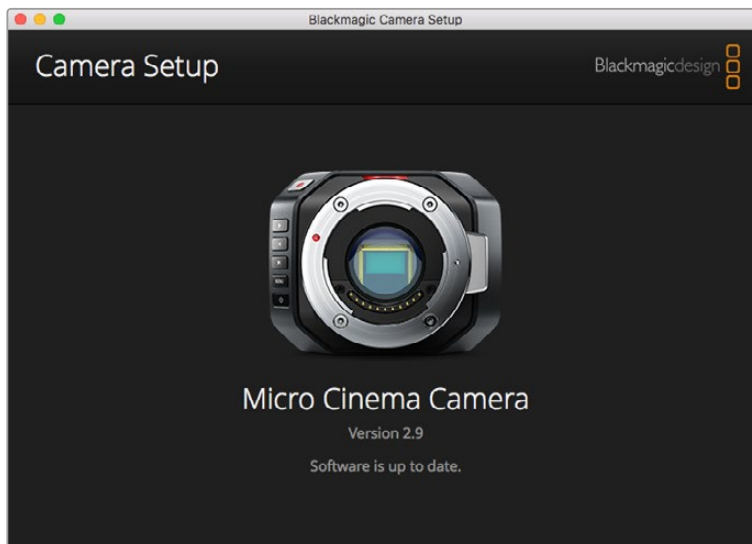 Blackmagic Camera Setup
Camera Setup
Blackmagicdesign
Micro Cinema Camera
Version 2.9
Software is up to date.